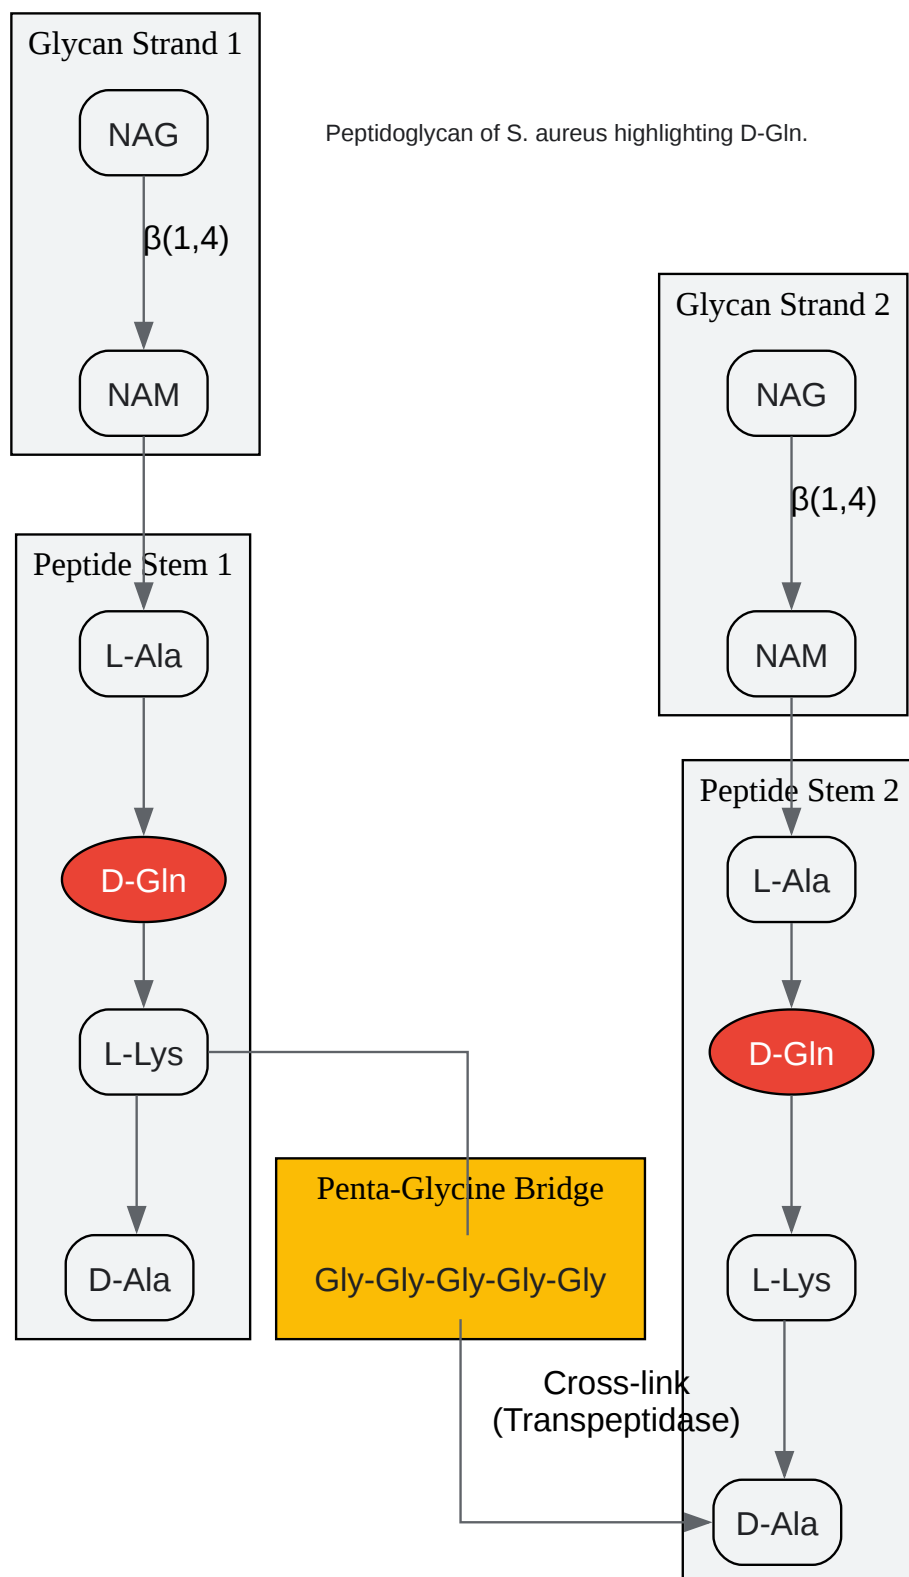 Glycan Strand 1
NAG
Peptidoglycan of S. aureus highlighting D-Gln.
β(1,4)
NAM
Glycan Strand 2
NAG
β(1,4)
NAM
Peptide Stem 1
L-Ala
D-Gln
L-Lys
D-Ala
Penta-Glycine Bridge
Gly-Gly-Gly-Gly-Gly
Cross-link
(Transpeptidase)
Peptide Stem 2
L-Ala
D-Gln
L-Lys
D-Ala